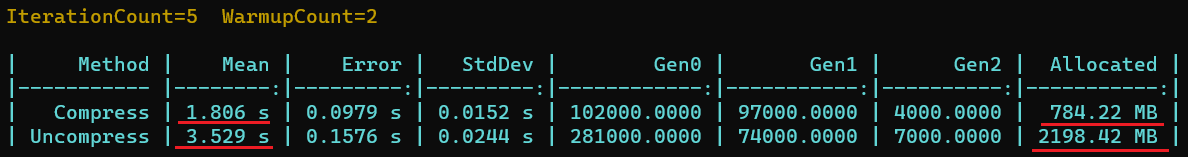 IterationCount=5  WarmupCount=2
|     Method |     Mean |    Error |   StdDev |        Gen0 |       Gen1 |      Gen2 |  Allocated |
|----------- |--------:|---------:|---------:|------------:|-----------:|----------:|-----------:|
|   Compress | 1.806 s | 0.0979 s | 0.0152 s | 102000.0000 | 97000.0000 | 4000.0000 |  784.22 MB |
| Uncompress | 3.529 s | 0.1576 s | 0.0244 s | 281000.0000 | 74000.0000 | 7000.0000 | 2198.42 MB |